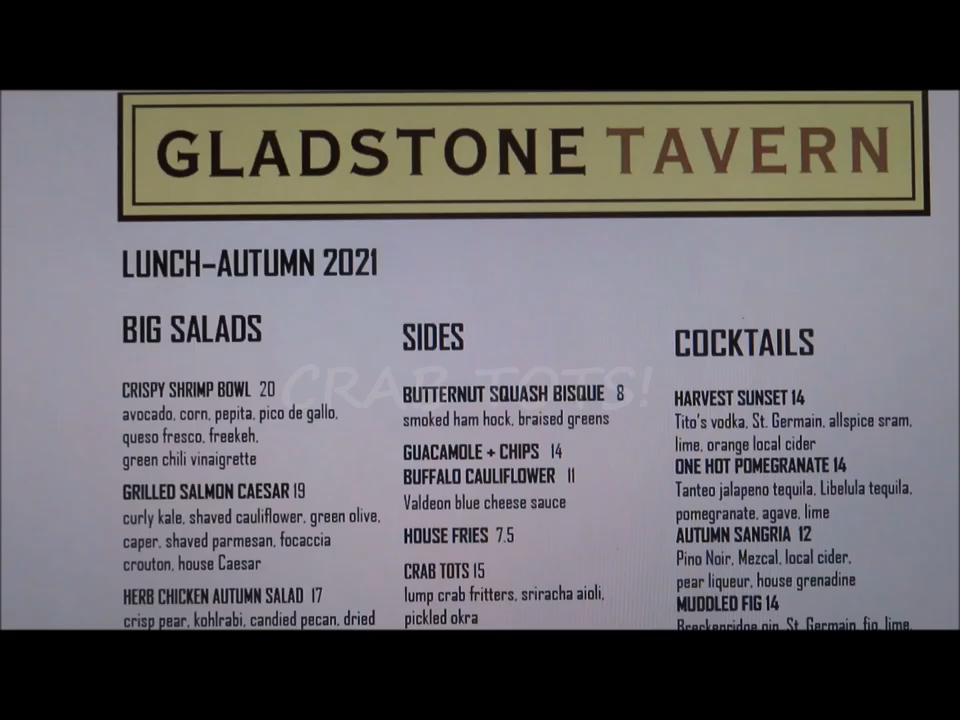 GLADSTONE TAVERN
LUNCH-AUTUMN 2021
BIG SALADS
CRISPY SHRIMP BOWL 20
avocado, corn, pepita, pico de gallo,
queso fresco, freekeh,
green chili vinaigrette
GRILLED SALMON CAESAR 19
curly kale, shaved cauliflower, green olive,
caper, shaved parmesan, focaccia
crouton, house Caesar
HERB CHICKEN AUTUMN SALAD 17
crisp pear, kohlrabi, candied pecan, dried
SIDES
BUTTERNUT SQUASH BISQUE 8
smoked ham hock, braised greens
GUACAMOLE + CHIPS 14
BUFFALO CAULIFLOWER 11
Valdeon blue cheese sauce
HOUSE FRIES 7.5
CRAB TOTS 15
lump crab fritters, sriracha aioli,
pickled okra
COCKTAILS
HARVEST SUNSET 14
Tito's vodka, St. Germain, allspice sram,
lime, orange local cider
ONE HOT POMEGRANATE 14
Tanteo jalapeno tequila, Libelula tequila,
pomegranate, agave, lime
AUTUMN SANGRIA 12
Pino Noir, Mezcal, local cider,
pear liqueur, house grenadine
MUDDLED FIG 14
Breckenridge gin, St. Germain, fig, lime,
CRAB TOTS!